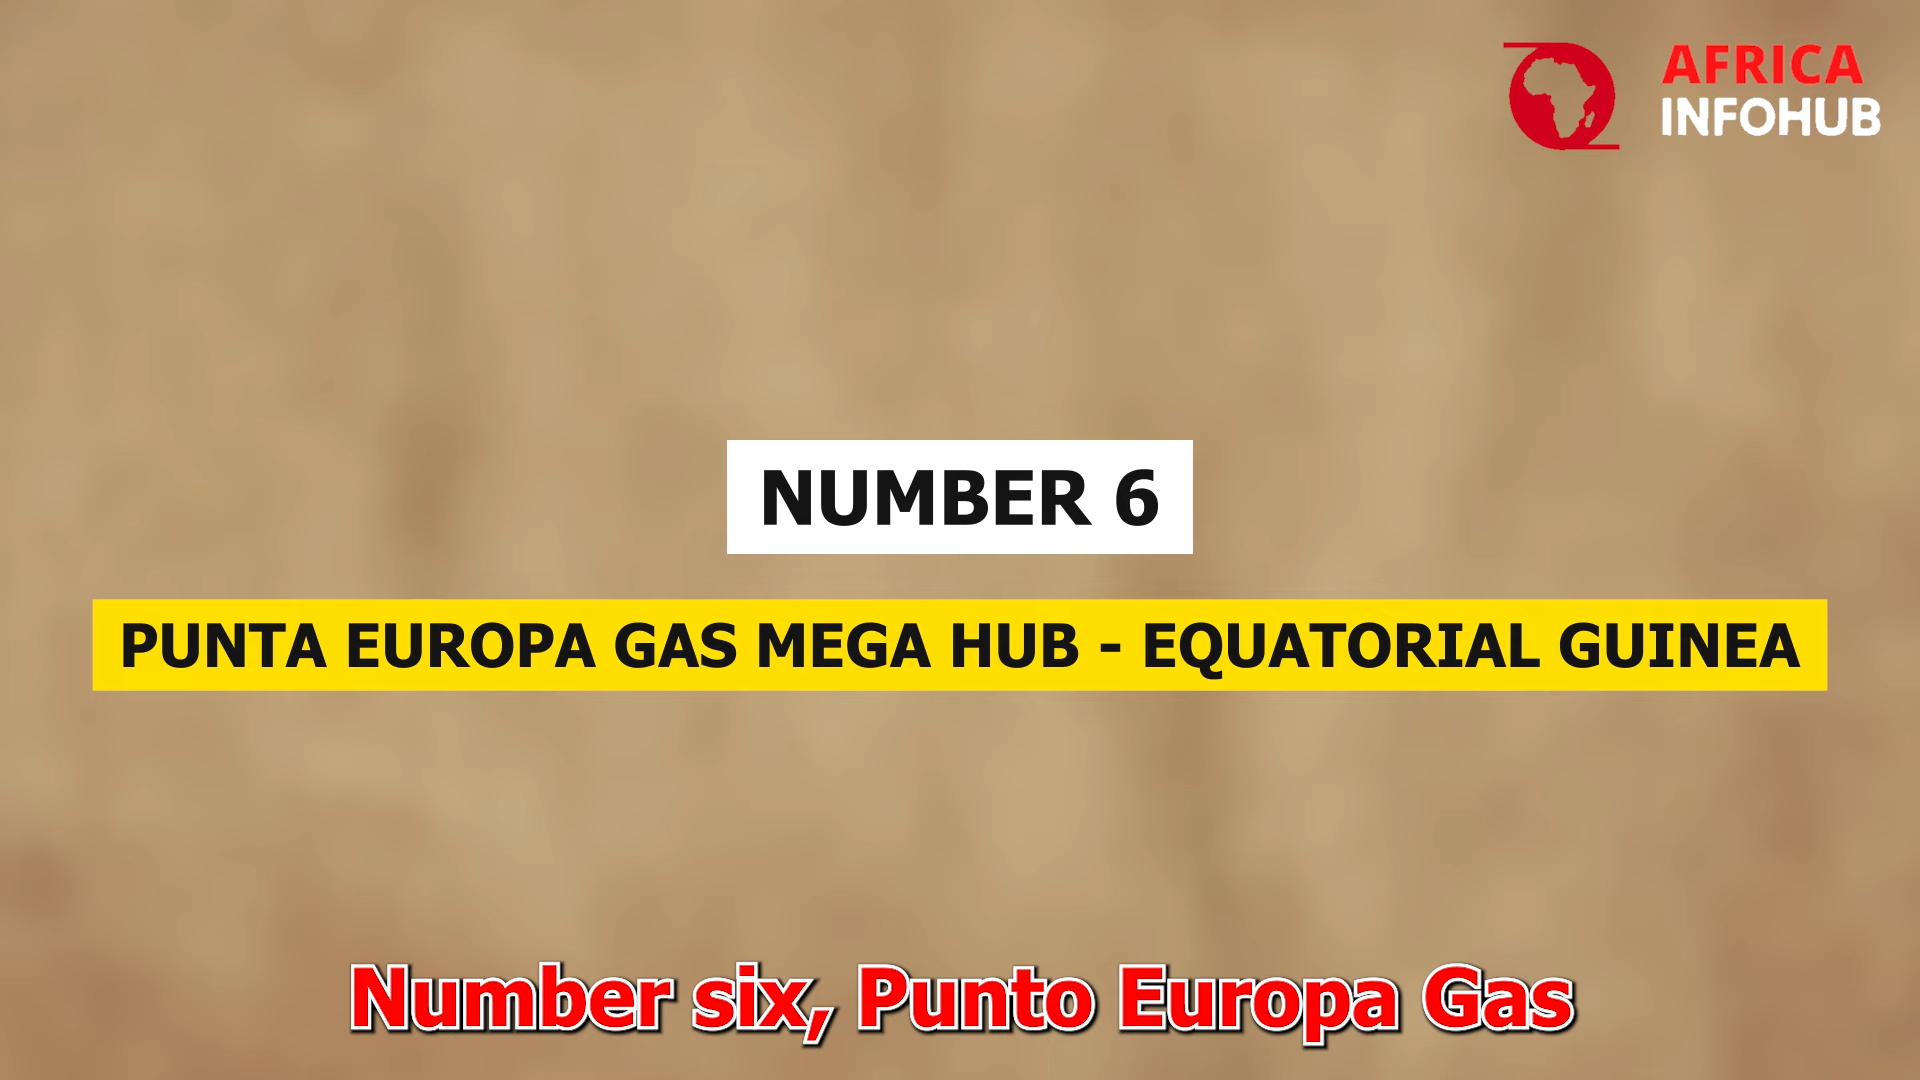 AFRICA
INFOHUB
NUMBER 6
PUNTA EUROPA GAS MEGA HUB - EQUATORIAL GUINEA
Number six, Punto Europa Gas